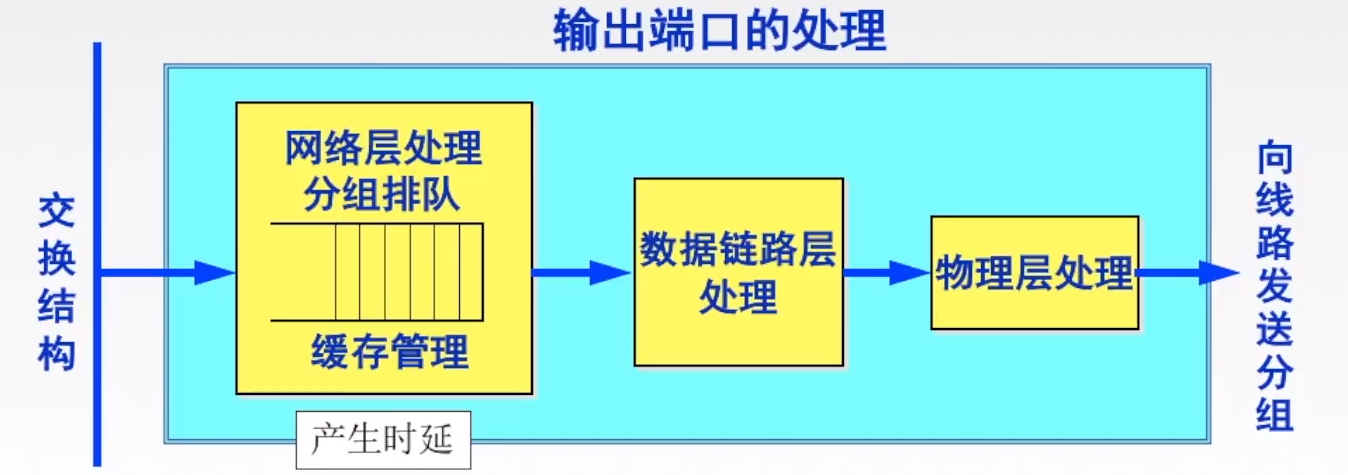 输出端口的处理
交换结构
网络层处理
分组排队
缓存管理
产生时延
数据链路层
处理
物理层处理
向线路发送分组